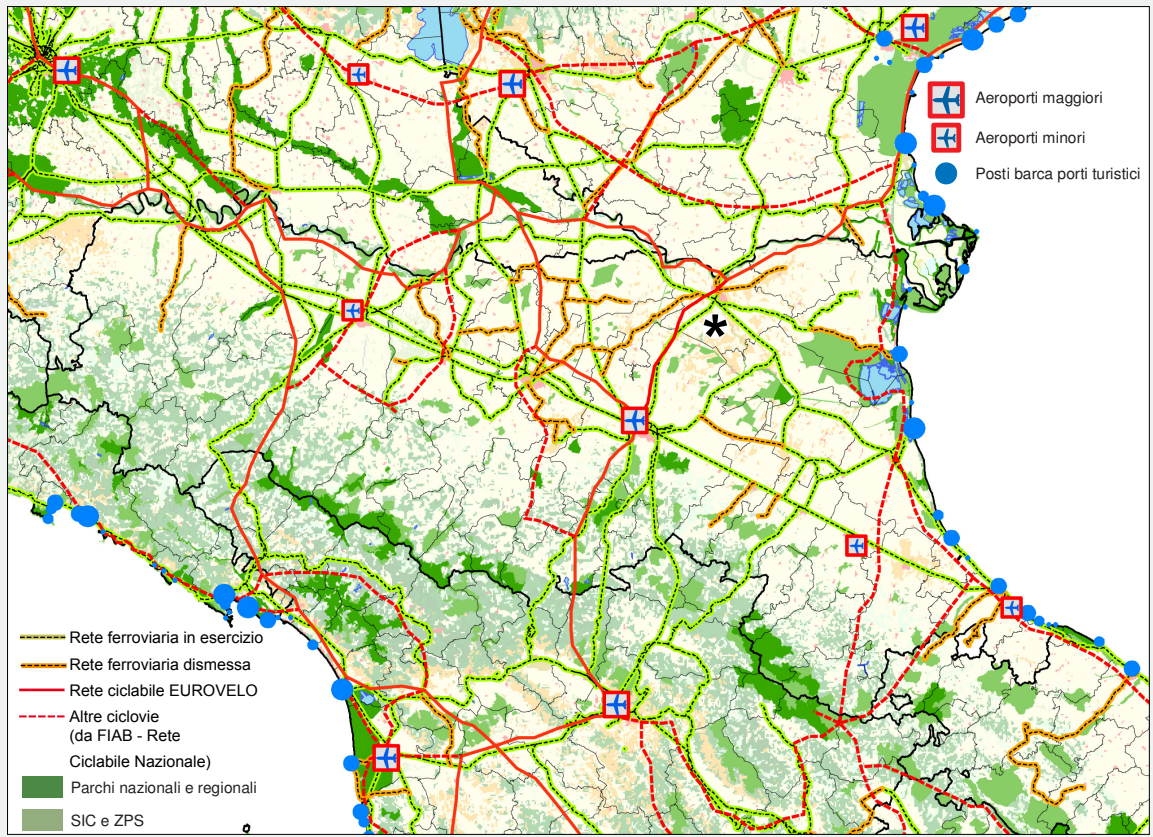 Aeroporti maggiori
Aeroporti minori
Posti barca porti turistici
Rete ferroviaria in esercizio
Rete ferroviaria dismessa
Rete ciclabile EUROVELO
Altre ciclovie
(da FIAB - Rete
Ciclabile Nazionale)
Parchi nazionali e regionali
SIC e ZPS
*